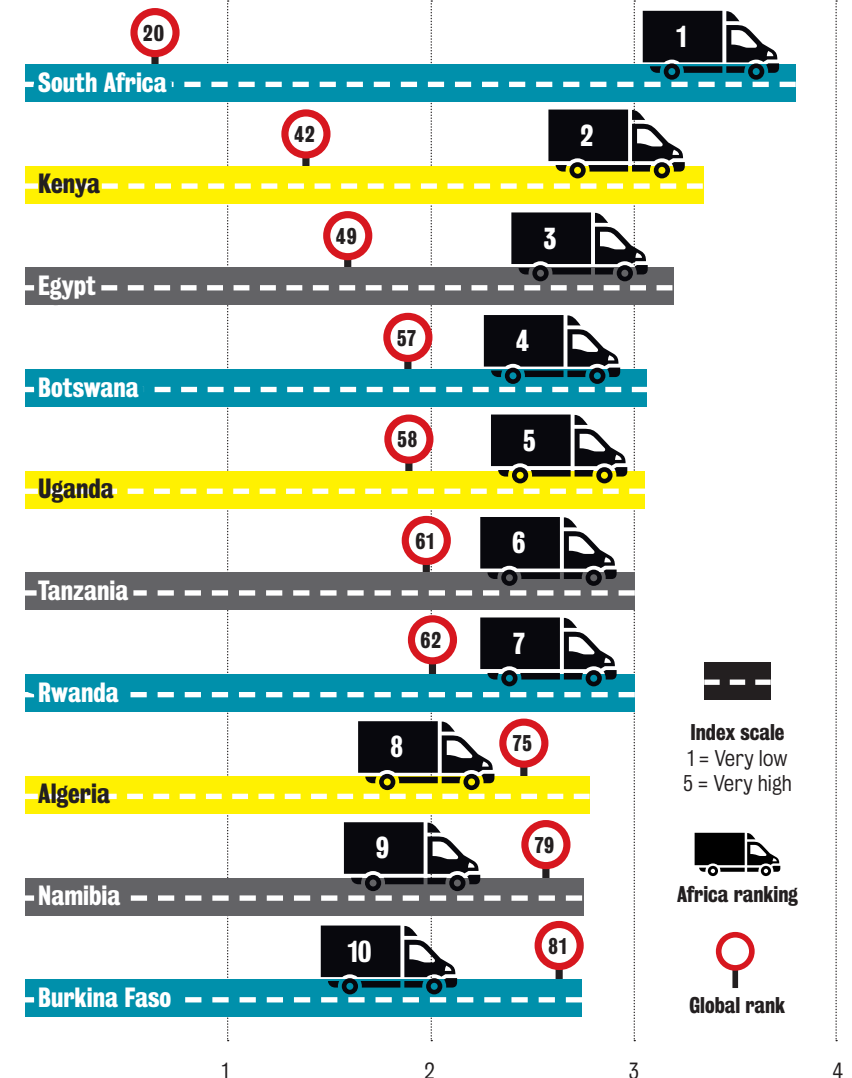 20
1
South Africa
42
2
Kenya
49
3
Egypt
57
4
Botswana
58
5
Uganda
61
6
Tanzania
62
7
Rwanda
8
75
Algeria
9
79
Namibia
10
81
Burkina Faso
Index scale
1 = Very low
5 = Very high
Africa ranking
Global rank
1
2
3
4